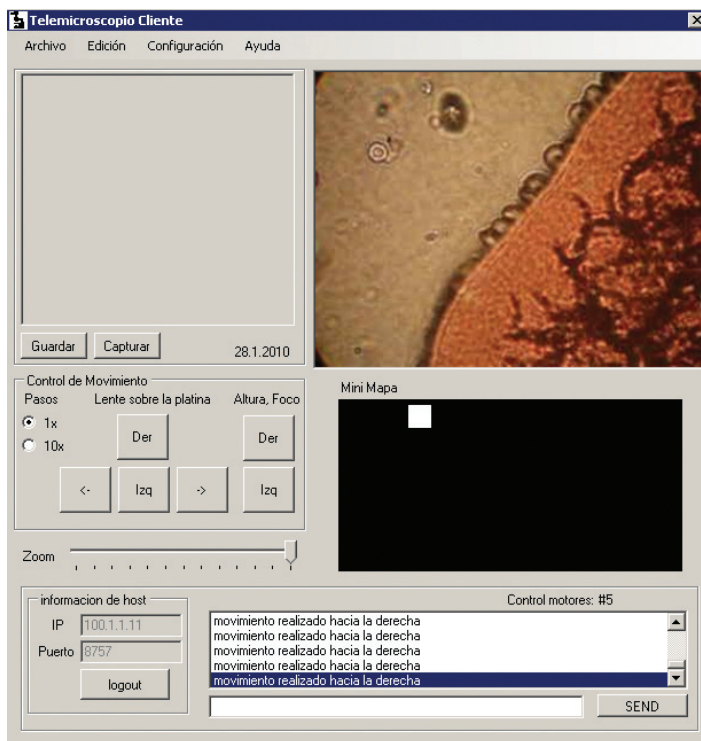 Telemicroscopio Cliente
Archivo Edición Configuración Ayuda
Guardar Capturar 28.1.2010
Control de Movimiento
Pasos Lente sobre la platina Altura, Foco
1x
10x
Der Der
<- Izq -> Izq
Mini Mapa
Zoom
informacion de host
IP 100.1.1.11
Puerto 8757
logout
Control motores: #5
movimiento realizado hacia la derecha
movimiento realizado hacia la derecha
movimiento realizado hacia la derecha
movimiento realizado hacia la derecha
movimiento realizado hacia la derecha
SEND